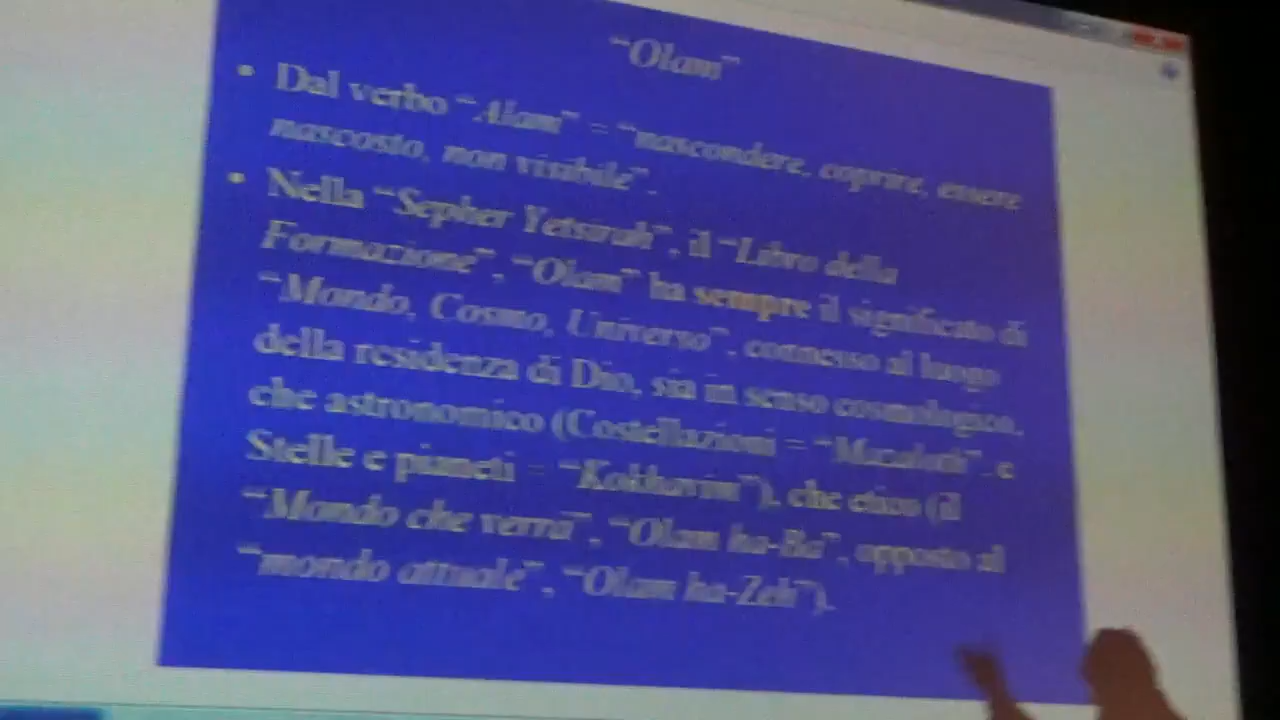 “Olam”
• Dal verbo “Alam” = “nascondere, coprire, essere
nascosto, non visibile”.
• Nella “Sepher Yetsirah”, il “Libro della
Formazione”, “Olam” ha sempre il significato di
“Mondo, Cosmo, Universo”, connesso al luogo
della residenza di Dio, sia in senso cosmologico,
che astronomico (Costellazioni = “Mazaloth”, e
Stelle e pianeti = “Kokhavim”), che etico (il
“Mondo che verrà”, “Olam ha-Ba”, opposto al
“mondo attuale”, “Olam ha-Zeh”).